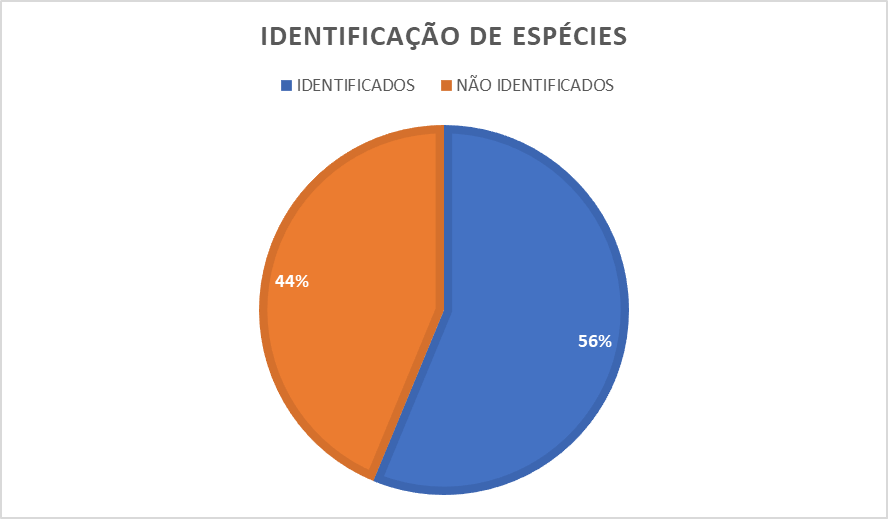 IDENTIFICAÇÃO DE ESPÉCIES
IDENTIFICADOS NÃO IDENTIFICADOS
44%
56%